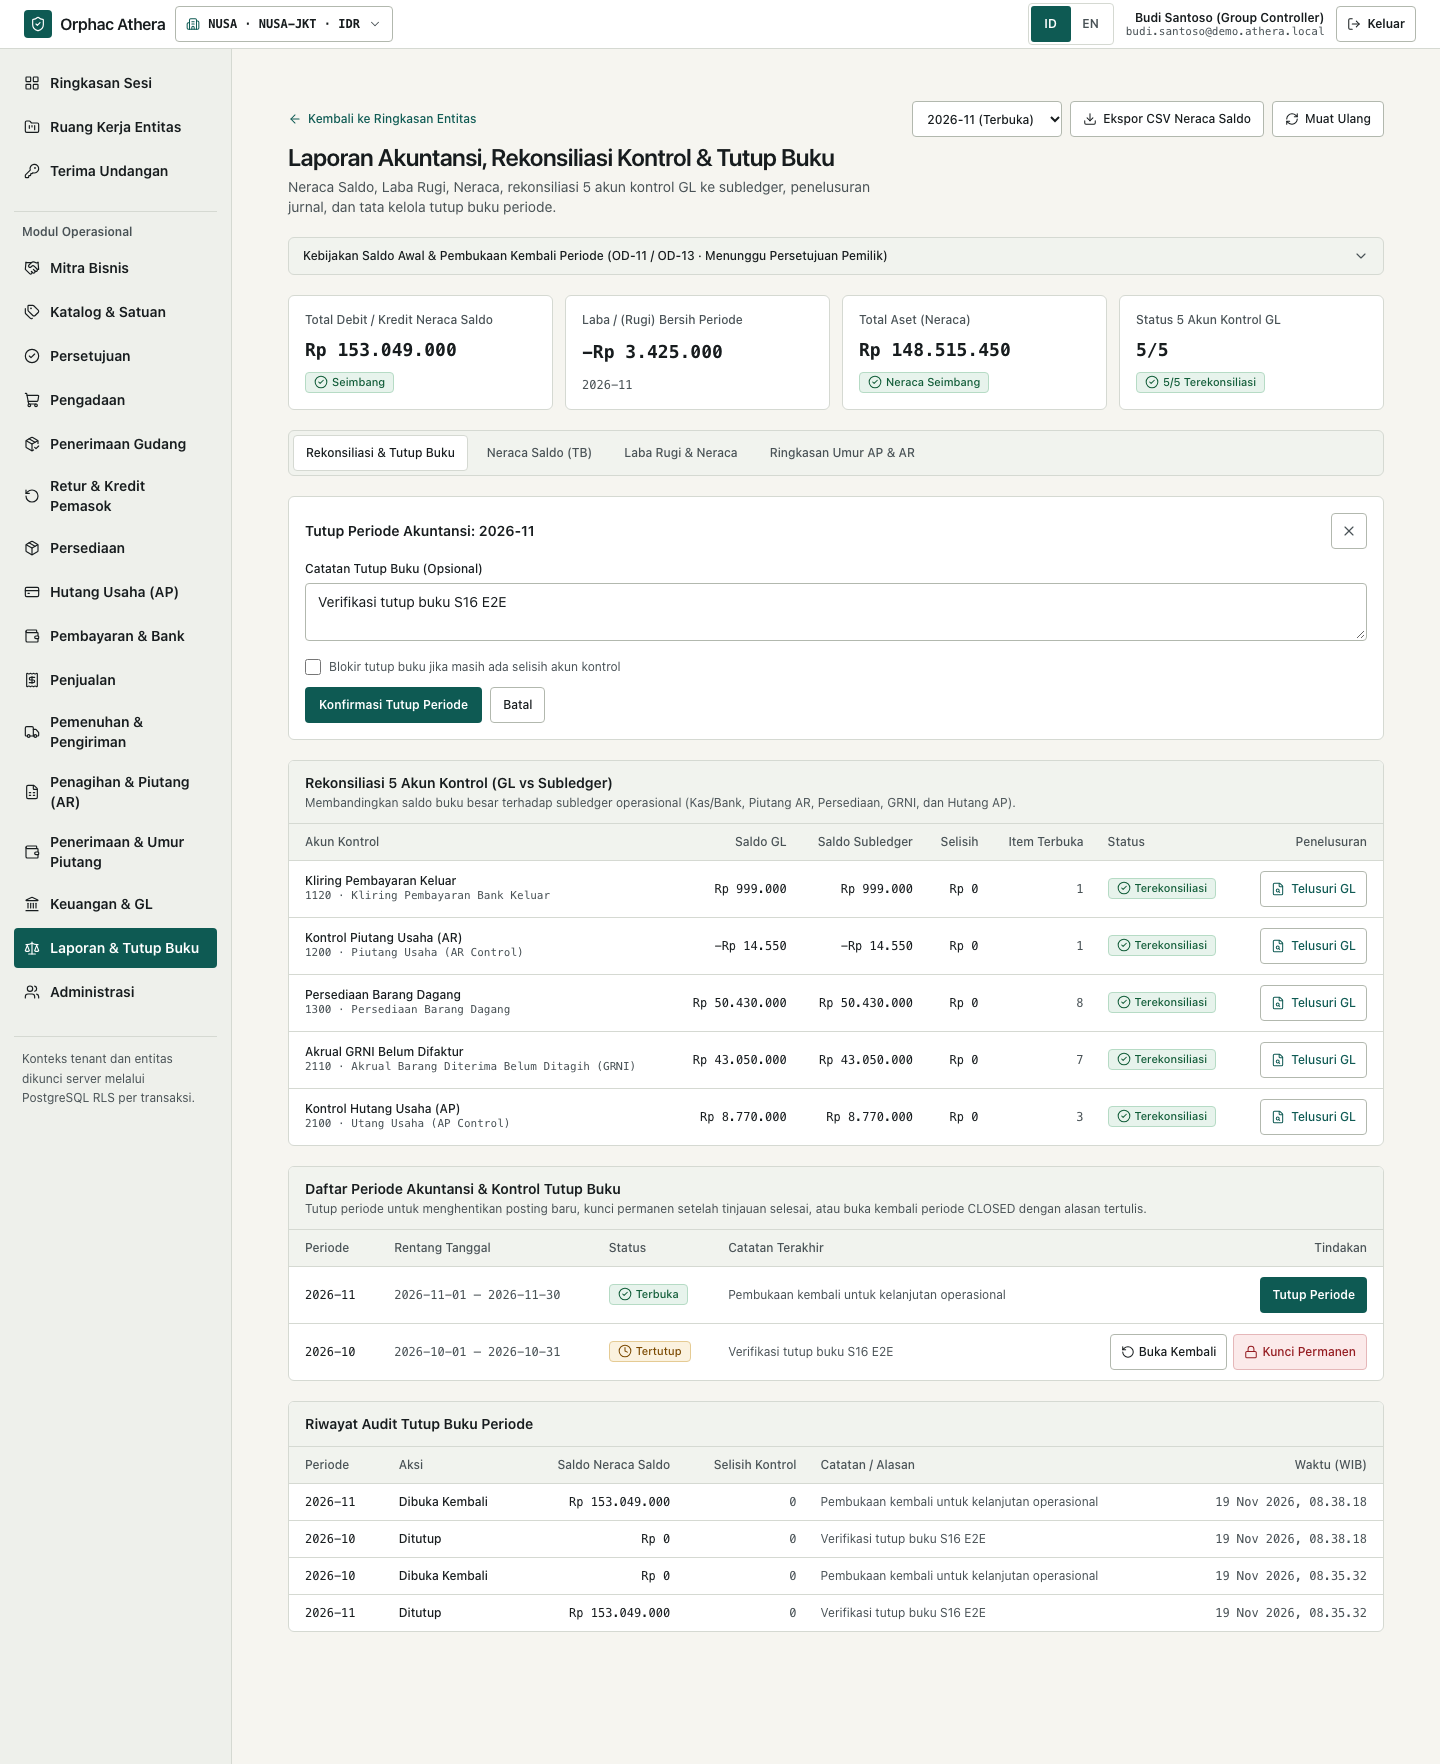 Orphac Athera
NUSA · NUSA-JKT · IDR
ID
EN
Budi Santoso (Group Controller)
budi.santoso@demo.athera.local
Keluar
Ringkasan Sesi
Ruang Kerja Entitas
Terima Undangan
Modul Operasional
Mitra Bisnis
Katalog & Satuan
Persetujuan
Pengadaan
Penerimaan Gudang
Retur & Kredit
Pemasok
Persediaan
Hutang Usaha (AP)
Pembayaran & Bank
Penjualan
Pemenuhan &
Pengiriman
Penagihan & Piutang
(AR)
Penerimaan & Umur
Piutang
Keuangan & GL
Laporan & Tutup Buku
Administrasi
Konteks tenant dan entitas
dikunci server melalui
PostgreSQL RLS per transaksi.
Kembali ke Ringkasan Entitas
2026-11 (Terbuka)
Ekspor CSV Neraca Saldo
Muat Ulang
Laporan Akuntansi, Rekonsiliasi Kontrol & Tutup Buku
Neraca Saldo, Laba Rugi, Neraca, rekonsiliasi 5 akun kontrol GL ke subledger, penelusuran
jurnal, dan tata kelola tutup buku periode.
Kebijakan Saldo Awal & Pembukaan Kembali Periode (OD-11 / OD-13 · Menunggu Persetujuan Pemilik)
Total Debit / Kredit Neraca Saldo
Rp 153.049.000
Seimbang
Laba / (Rugi) Bersih Periode
-Rp 3.425.000
2026-11
Total Aset (Neraca)
Rp 148.515.450
Neraca Seimbang
Status 5 Akun Kontrol GL
5/5
5/5 Terekonsiliasi
Rekonsiliasi & Tutup Buku
Neraca Saldo (TB)
Laba Rugi & Neraca
Ringkasan Umur AP & AR
Tutup Periode Akuntansi: 2026-11
Catatan Tutup Buku (Opsional)
Verifikasi tutup buku S16 E2E
Blokir tutup buku jika masih ada selisih akun kontrol
Konfirmasi Tutup Periode
Batal
Rekonsiliasi 5 Akun Kontrol (GL vs Subledger)
Membandingkan saldo buku besar terhadap subledger operasional (Kas/Bank, Piutang AR, Persediaan, GRNI, dan Hutang AP).
Akun Kontrol Saldo GL Saldo Subledger Selisih Item Terbuka Status Penelusuran
Kliring Pembayaran Keluar
1120 · Kliring Pembayaran Bank Keluar
Rp 999.000 Rp 999.000 Rp 0 1 Terekonsiliasi Telusuri GL
Kontrol Piutang Usaha (AR)
1200 · Piutang Usaha (AR Control)
-Rp 14.550 -Rp 14.550 Rp 0 1 Terekonsiliasi Telusuri GL
Persediaan Barang Dagang
1300 · Persediaan Barang Dagang
Rp 50.430.000 Rp 50.430.000 Rp 0 8 Terekonsiliasi Telusuri GL
Akrual GRNI Belum Difaktur
2110 · Akrual Barang Diterima Belum Ditagih (GRNI)
Rp 43.050.000 Rp 43.050.000 Rp 0 7 Terekonsiliasi Telusuri GL
Kontrol Hutang Usaha (AP)
2100 · Utang Usaha (AP Control)
Rp 8.770.000 Rp 8.770.000 Rp 0 3 Terekonsiliasi Telusuri GL
Daftar Periode Akuntansi & Kontrol Tutup Buku
Tutup periode untuk menghentikan posting baru, kunci permanen setelah tinjauan selesai, atau buka kembali periode CLOSED dengan alasan tertulis.
Periode Rentang Tanggal Status Catatan Terakhir Tindakan
2026-11 2026-11-01 — 2026-11-30 Terbuka Pembukaan kembali untuk kelanjutan operasional Tutup Periode
2026-10 2026-10-01 — 2026-10-31 Tertutup Verifikasi tutup buku S16 E2E Buka Kembali Kunci Permanen
Riwayat Audit Tutup Buku Periode
Periode Aksi Saldo Neraca Saldo Selisih Kontrol Catatan / Alasan Waktu (WIB)
2026-11 Dibuka Kembali Rp 153.049.000 0 Pembukaan kembali untuk kelanjutan operasional 19 Nov 2026, 08.38.18
2026-10 Ditutup Rp 0 0 Verifikasi tutup buku S16 E2E 19 Nov 2026, 08.38.18
2026-10 Dibuka Kembali Rp 0 0 Pembukaan kembali untuk kelanjutan operasional 19 Nov 2026, 08.35.32
2026-11 Ditutup Rp 153.049.000 0 Verifikasi tutup buku S16 E2E 19 Nov 2026, 08.35.32